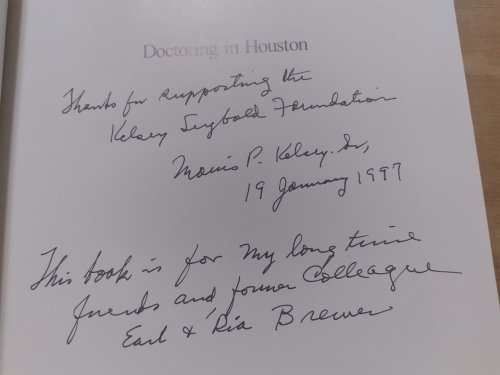 Doctoring in Houston
Thanks for supporting the
Kelsey Seybold Foundation
Mavis P. Kelsey. Sr,
19 January 1997
This book is for my long time
friends and, former Colleague
Earl & Ria Brewer